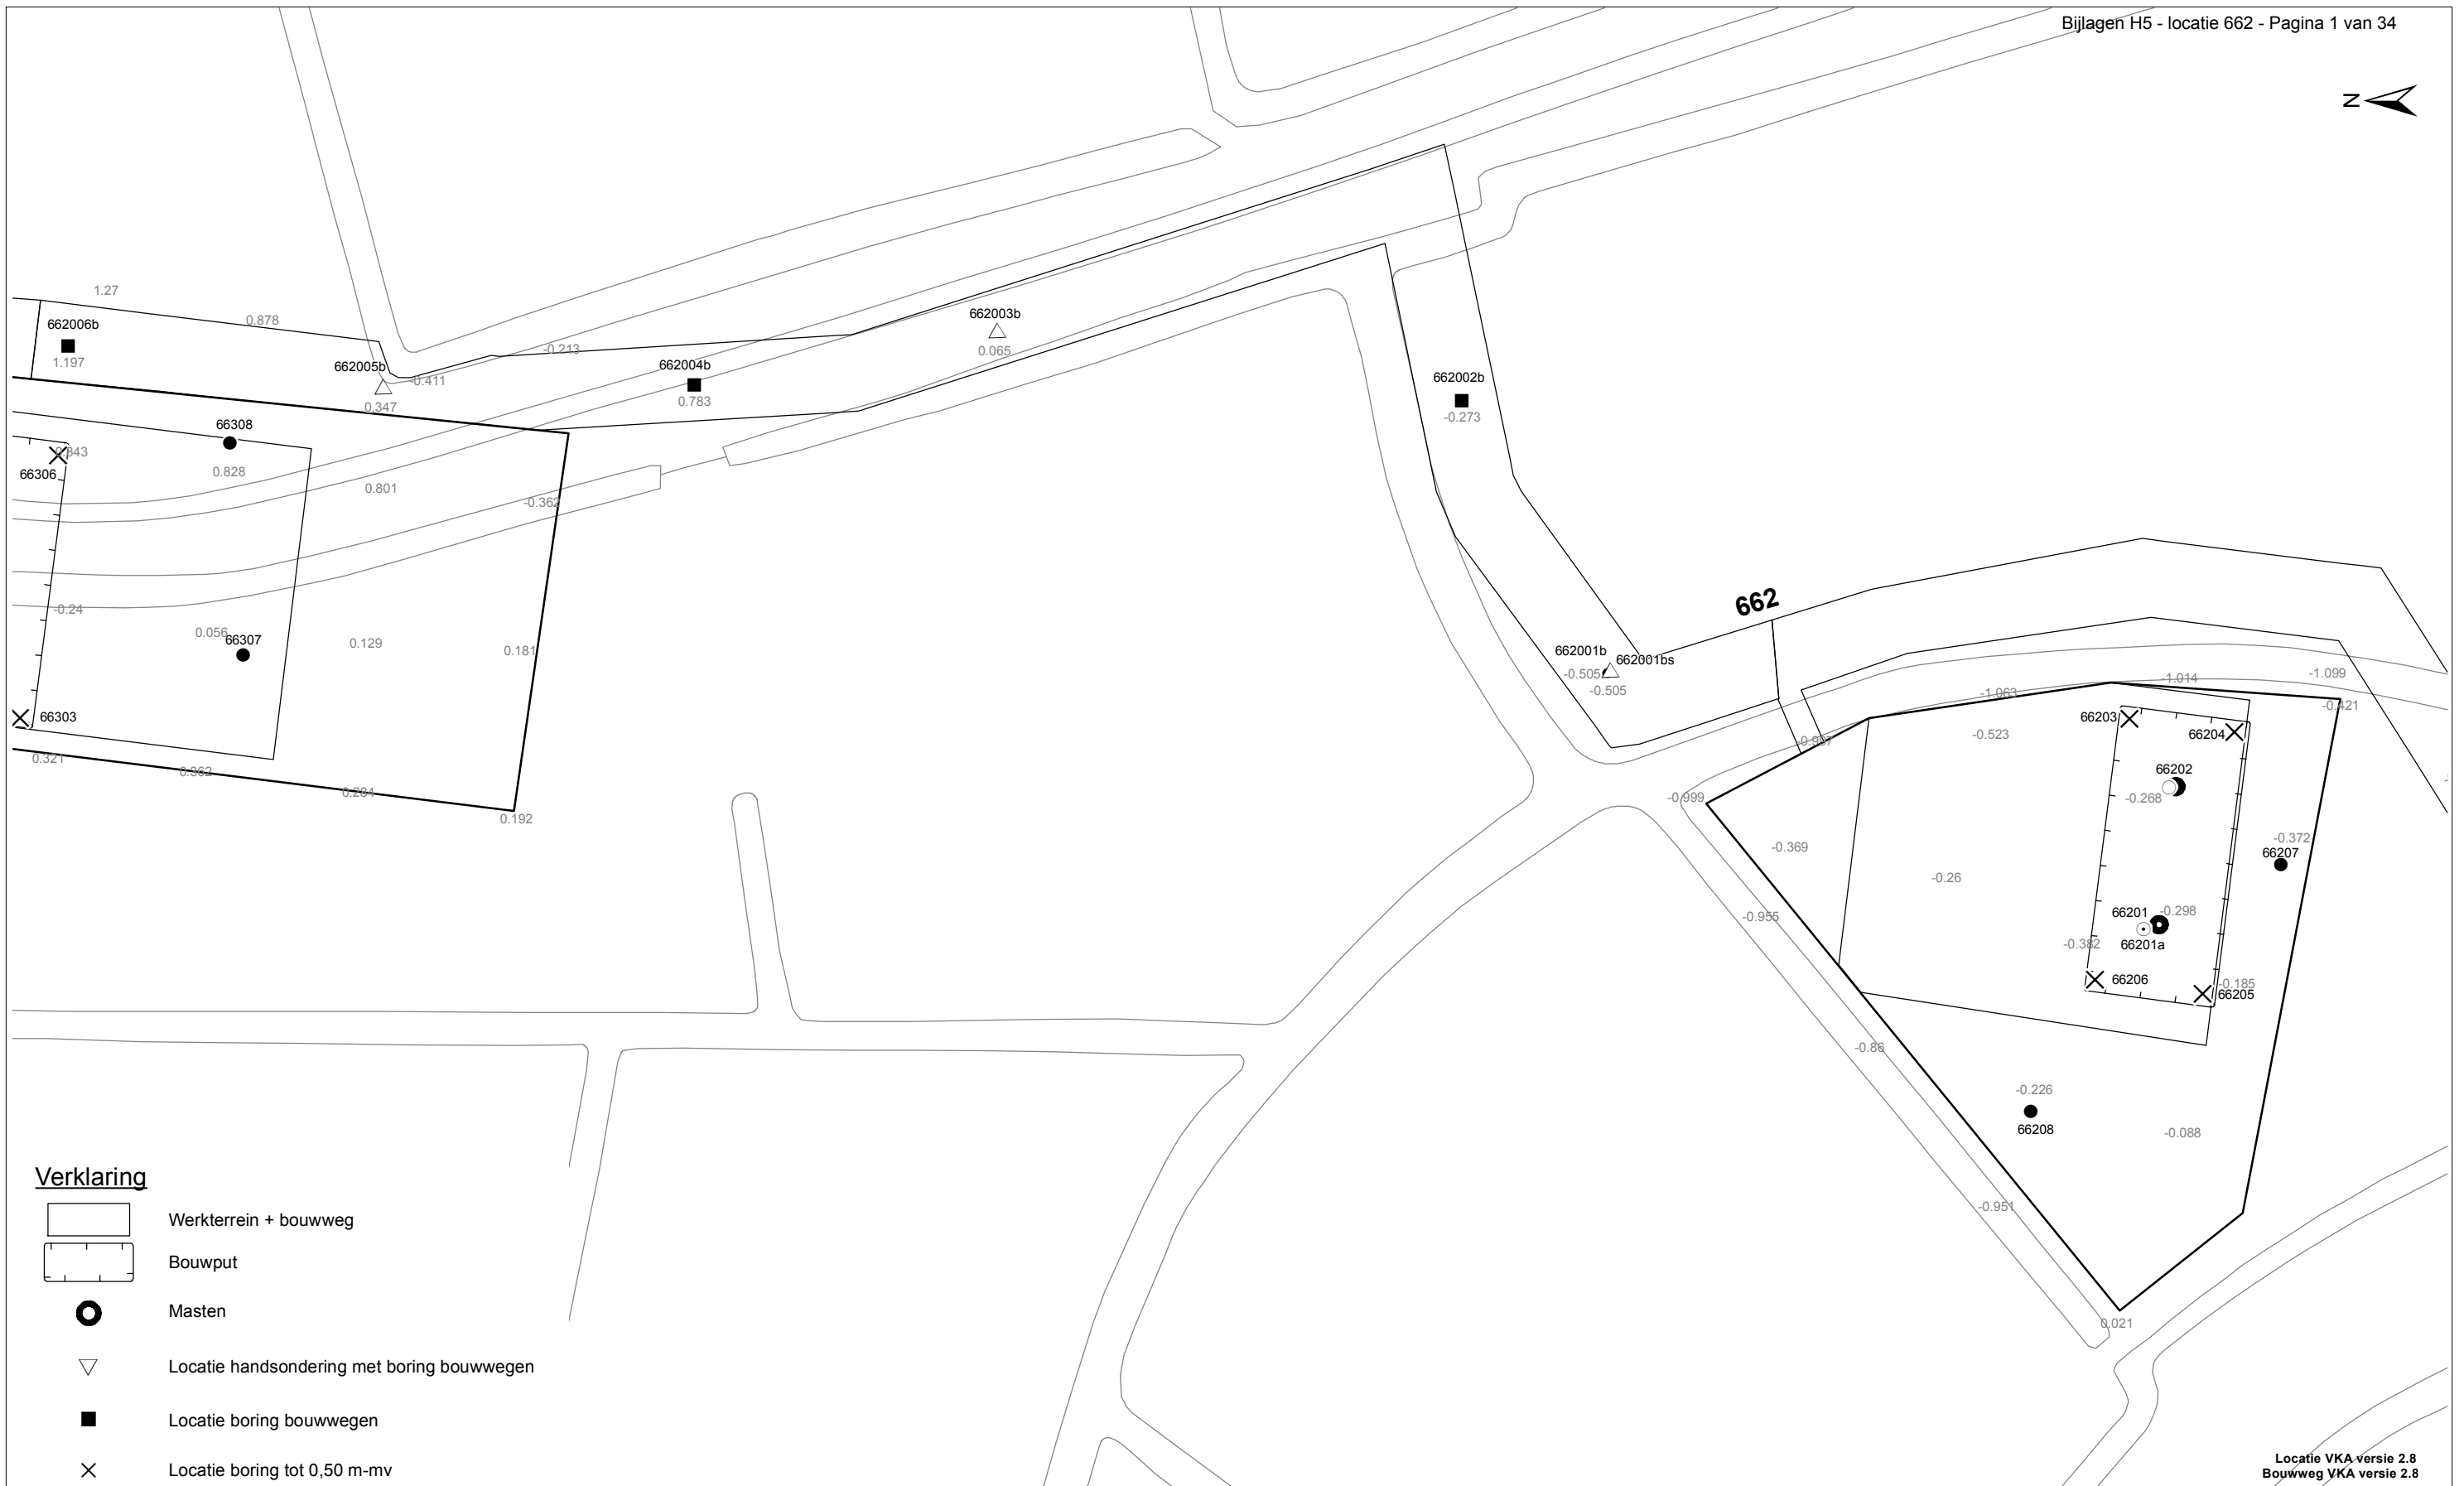 Bijlagen H5 - locatie 662 - Pagina 1 van 34
N
1.27
0.878
662006b
1.197
662005b
0.347
-0.411
-0.213
662004b
0.783
662003b
0.065
662002b
-0.273
66308
0.828
0.843
66306
0.801
-0.362
-0.24
0.056
66307
0.129
0.181
66303
0.321
0.362
0.284
0.192
662
662001b
662001bs
-0.505
-0.505
-1.014
-1.099
-1.063
-0.421
66203
66204
-0.523
66202
-0.268
-0.999
-0.372
66207
-0.369
-0.26
-0.955
66201
-0.298
-0.382
66201a
66206
-0.185
66205
-0.86
-0.226
66208
-0.088
-0.951
0.021
Verklaring
Werkterrein + bouwweg
Bouwput
Masten
Locatie handsondering met boring bouwwegen
Locatie boring bouwwegen
Locatie boring tot 0,50 m-mv
Locatie VKA versie 2.8
Bouwweg VKA versie 2.8